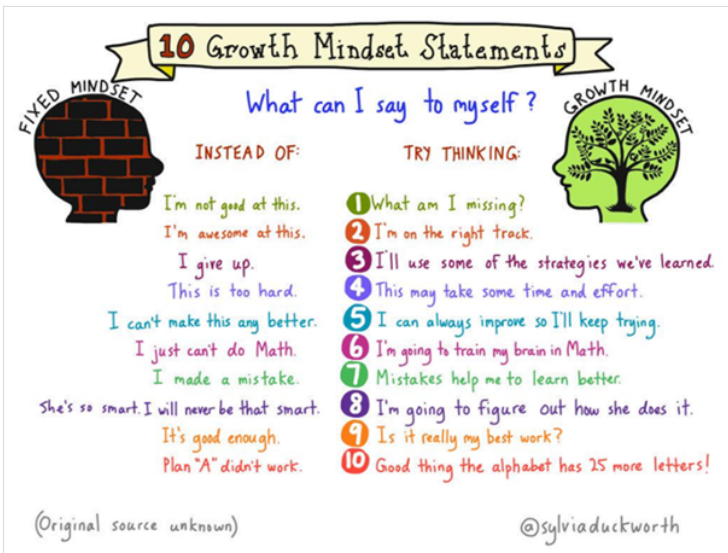 10 Growth Mindset Statements
FIXED MINDSET
GROWTH MINDSET
What can I say to myself?
INSTEAD OF: TRY THINKING:
I'm not good at this. 1 What am I missing?
I'm awesome at this. 2 I'm on the right track.
I give up. 3 I'll use some of the strategies we've learned.
This is too hard. 4 This may take some time and effort.
I can't make this any better. 5 I can always improve so I'll keep trying.
I just can't do Math. 6 I'm going to train my brain in Math.
I made a mistake. 7 Mistakes help me to learn better.
She's so smart. I will never be that smart. 8 I'm going to figure out how she does it.
It's good enough. 9 Is it really my best work?
Plan "A" didn't work. 10 Good thing the alphabet has 25 more letters!
(Original source unknown) @sylviaduckworth